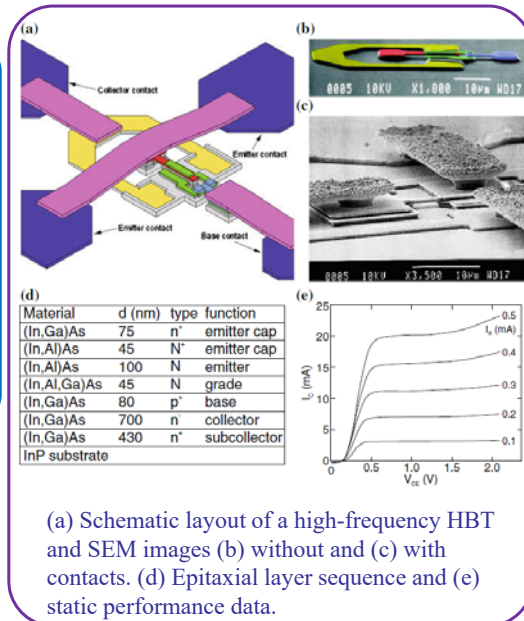 (a)
Collector contact
Emitter contact
Emitter contact
Base contact
(b)
0005 10KV X1,800 10μm WD17
(c)
0005 10KV X3,500 10μm WD17
(d)
Material d (nm) type function
(In,Ga)As 75 n⁺ emitter cap
(In,Al)As 45 N⁺ emitter cap
(In,Al)As 100 N emitter
(In,Al,Ga)As 45 N grade
(In,Ga)As 80 p⁺ base
(In,Ga)As 700 n⁻ collector
(In,Ga)As 430 n⁺ subcollector
InP substrate
(e)
25
20
15
10
5
0
I_C (mA)
0.5
I_B (mA)
0.4
0.3
0.2
0.1
0 0.5 1.0 1.5 2.0
V_CE (V)
(a) Schematic layout of a high-frequency HBT
and SEM images (b) without and (c) with
contacts. (d) Epitaxial layer sequence and (e)
static performance data.